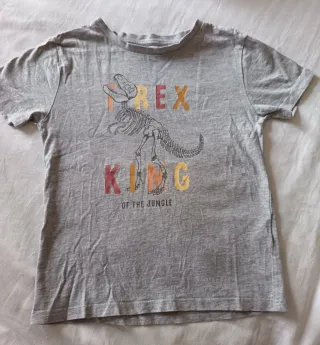 T REX
KING
OF THE JUNGLE